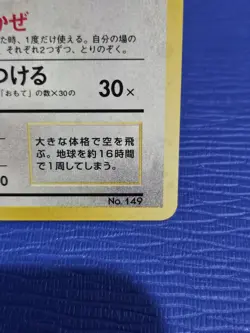 かぜ
た時、1度だけ使える。自分の場の
、それぞれ2つずつ、とりのぞく。
つける
「おもて」の数×30の
30×
大きな体格で空を飛
ぶ。地球を約16時間
で1周してしまう。
0
No. 149